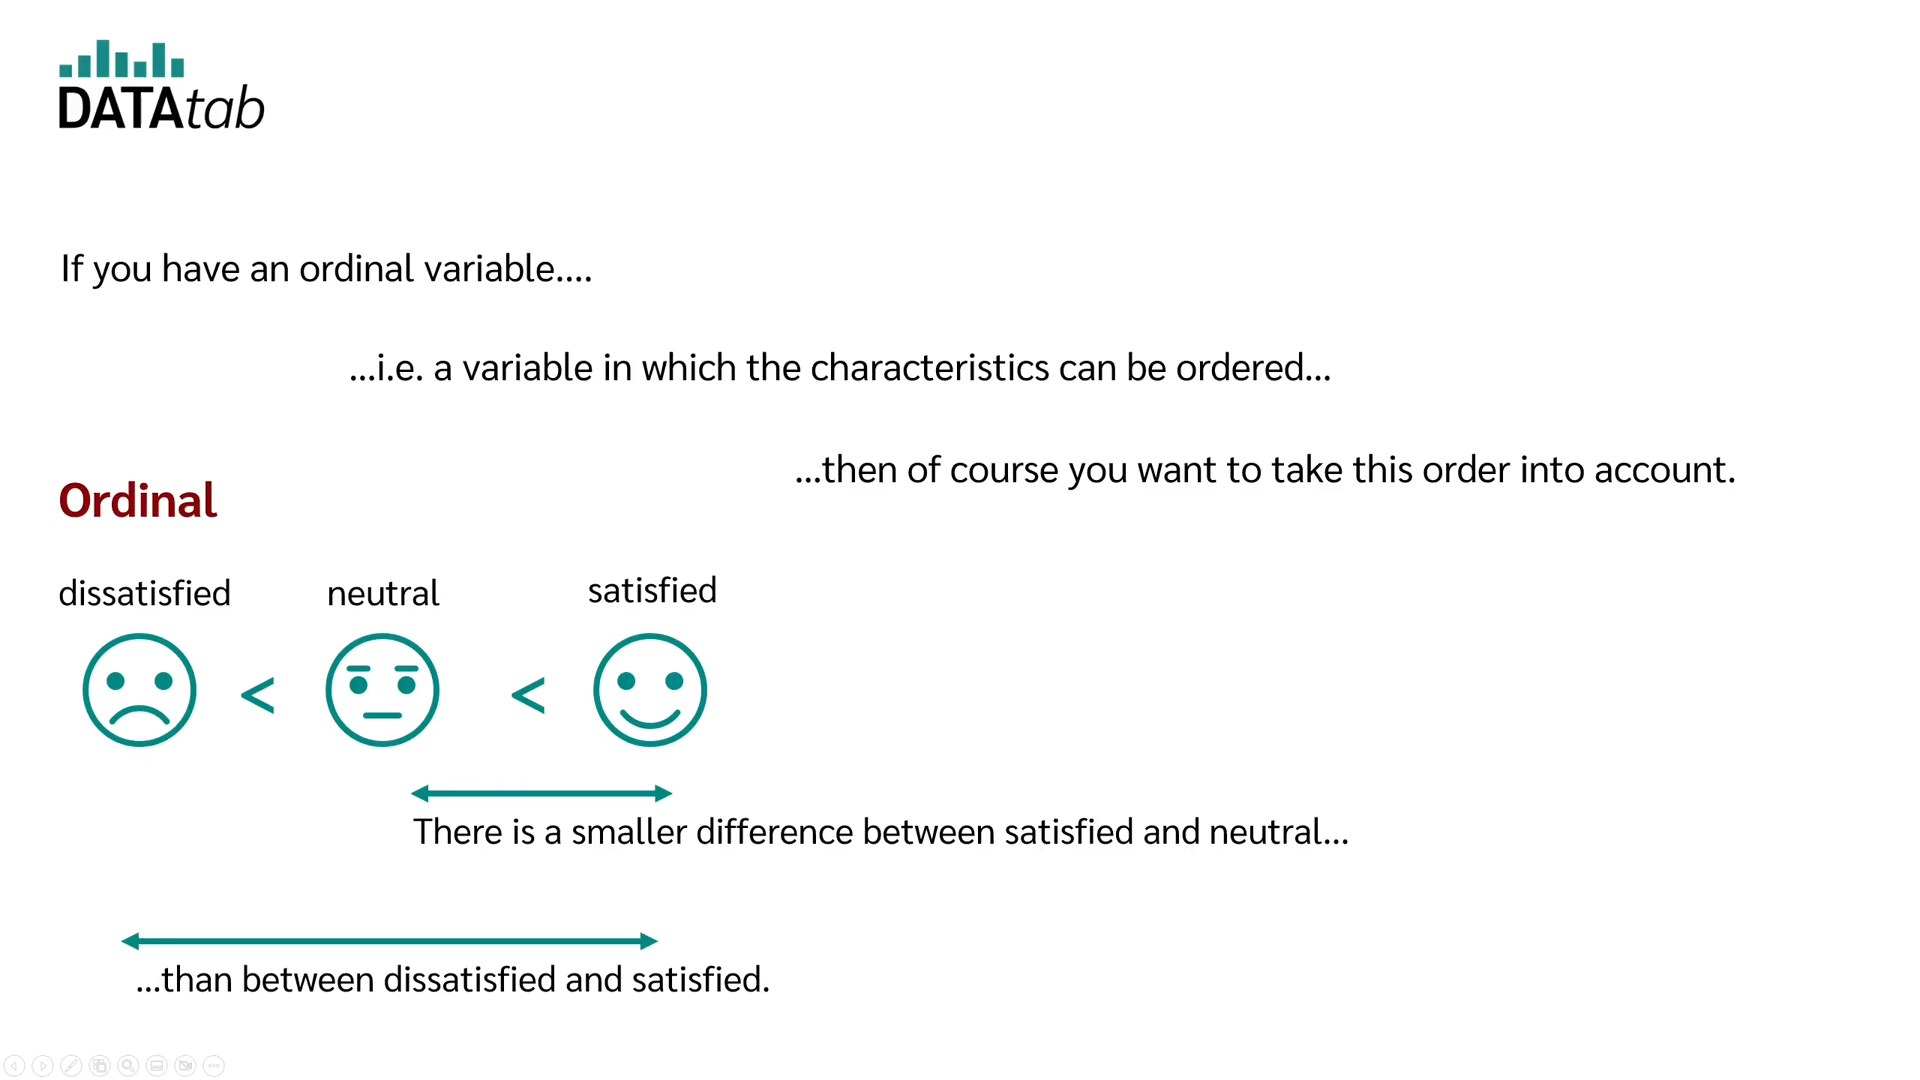 DATAtab
If you have an ordinal variable....
...i.e. a variable in which the characteristics can be ordered...
...then of course you want to take this order into account.
Ordinal
dissatisfied neutral satisfied
< <
There is a smaller difference between satisfied and neutral...
...than between dissatisfied and satisfied.